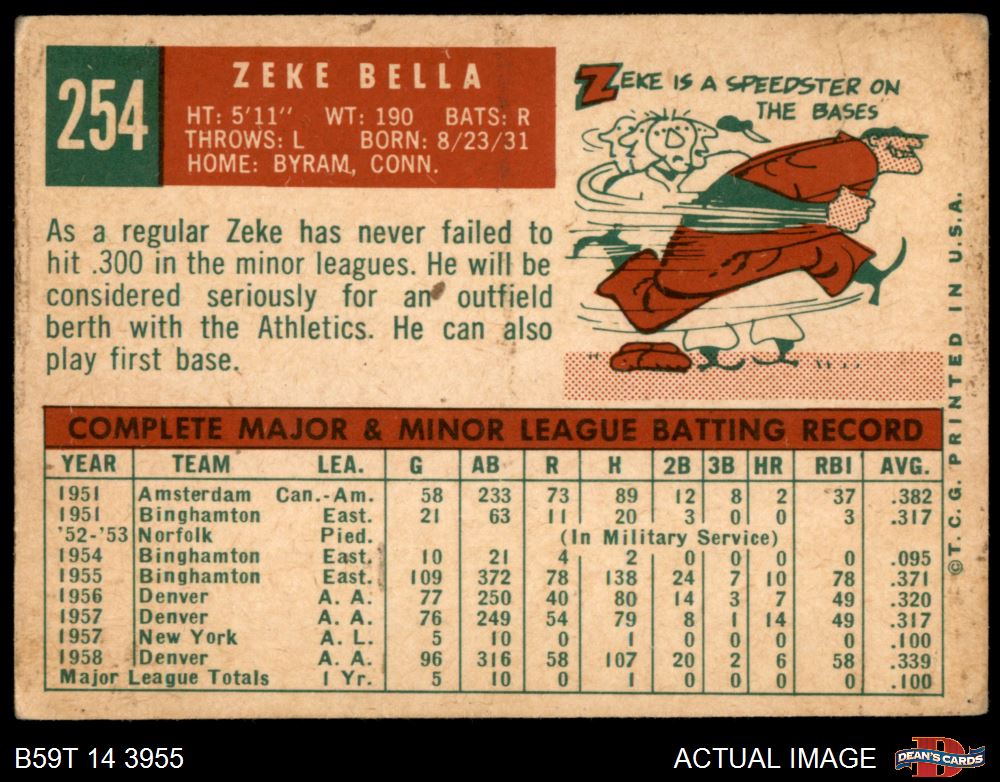 254
ZEKE BELLA
HT: 5'11" WT: 190 BATS: R
THROWS: L BORN: 8/23/31
HOME: BYRAM, CONN.
ZEKE IS A SPEEDSTER ON
THE BASES
As a regular Zeke has never failed to
hit .300 in the minor leagues. He will be
considered seriously for an outfield
berth with the Athletics. He can also
play first base.
COMPLETE MAJOR & MINOR LEAGUE BATTING RECORD
YEAR TEAM LEA. G AB R H 2B 3B HR RBI AVG.
1951 Amsterdam Can.-Am. 58 233 73 89 12 8 2 37 .382
1951 Binghamton East. 21 63 11 20 3 0 0 3 .317
'52-'53 Norfolk Pied. (In Military Service)
1954 Binghamton East. 10 21 4 2 0 0 0 0 .095
1955 Binghamton East. 109 372 78 138 24 7 10 78 .371
1956 Denver A. A. 77 250 40 80 14 3 7 49 .320
1957 Denver A. A. 76 249 54 79 8 1 14 49 .317
1957 New York A. L. 5 10 0 1 0 0 0 0 .100
1958 Denver A. A. 96 316 58 107 20 2 6 58 .339
Major League Totals 1 Yr. 5 10 0 1 0 0 0 0 .100
©T. C. G. PRINTED IN U.S.A.
B59T 14 3955
ACTUAL IMAGE
D
DEAN'S CARDS